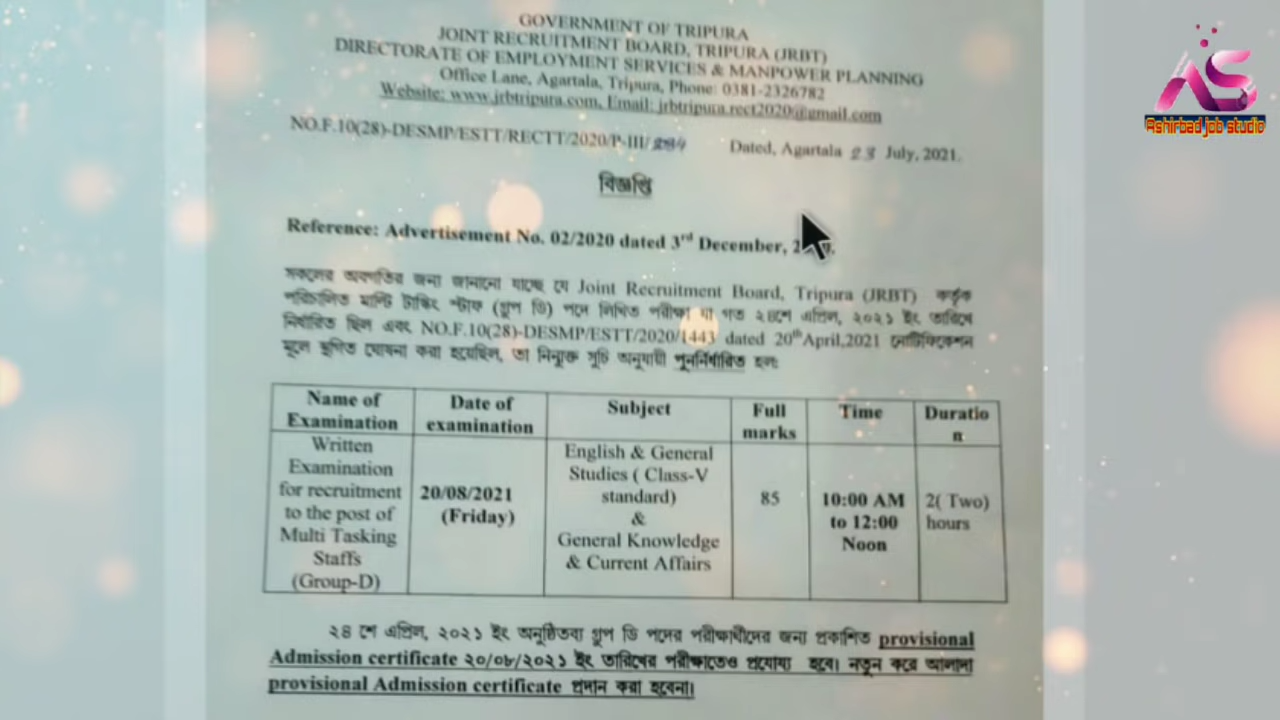 GOVERNMENT OF TRIPURA
JOINT RECRUITMENT BOARD, TRIPURA (JRBT)
DIRECTORATE OF EMPLOYMENT SERVICES & MANPOWER PLANNING
Office Lane, Agartala, Tripura, Phone: 0381-2326782
Website: www.jrbtripura.com, Email: jrbtripura.rect2020@gmail.com
NO.F.10(28)-DESMP/ESTT/RECTT/2020/P-III/ Dated, Agartala 23 July, 2021.
বিজ্ঞপ্তি
Reference: Advertisement No. 02/2020 dated 3rd December,
সকলের অবগতির জন্য জানানো যাচ্ছে যে Joint Recruitment Board, Tripura (JRBT) কর্তৃক
পরিচালিত মাল্টি টাস্কিং স্টাফ (গ্রুপ ডি) পদে লিখিত পরীক্ষা যা গত ২৪শে এপ্রিল, ২০২১ ইং তারিখে
নির্ধারিত ছিল এবং NO.F.10(28)-DESMP/ESTT/2020/1443 dated 20thApril,2021 নোটিফিকেশন
মূলে স্থগিত ঘোষনা করা হয়েছিল, তা নিন্মুক্ত সূচি অনুযায়ী পুনর্নির্ধারিত হল:
Name of Examination Date of examination Subject Full marks Time Duration
Written Examination for recruitment to the post of Multi Tasking Staffs (Group-D) 20/08/2021 (Friday) English & General Studies ( Class-V standard) & General Knowledge & Current Affairs 85 10:00 AM to 12:00 Noon 2( Two) hours
২৪ শে এপ্রিল, ২০২১ ইং অনুষ্ঠিতব্য গ্রুপ ডি পদের পরীক্ষার্থীদের জন্য প্রকাশিত provisional
Admission certificate ২০/০৮/২০২১ ইং তারিখের পরীক্ষাতেও প্রযোজ্য হবে। নতুন করে আলাদা
provisional Admission certificate প্রদান করা হবেনা।
AS
Ashirbad job studio